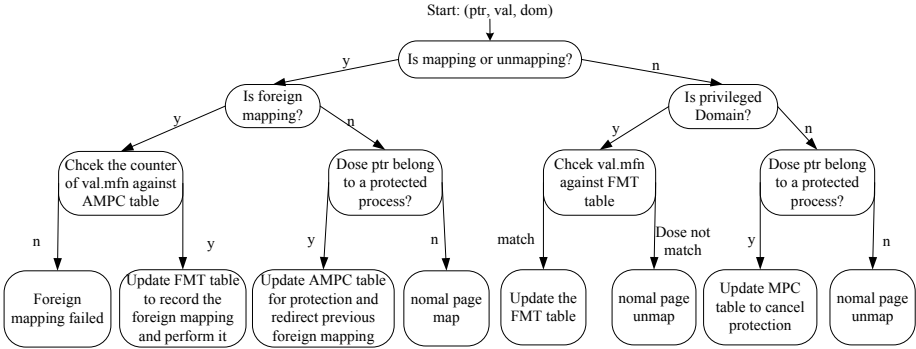 Start: (ptr, val, dom)
Is mapping or unmapping?
y
n
Is foreign
mapping?
Is privileged
Domain?
y
n
y
n
Chcek the counter
of val.mfn against
AMPC table
Dose ptr belong
to a protected
process?
Chcek val.mfn
against FMT
table
Dose ptr belong
to a protected
process?
n
y
y
n
match
Dose not
match
y
n
Foreign
mapping failed
Update FMT table
to record the
foreign mapping
and perform it
Update AMPC table
for protection and
redirect previous
foreign mapping
nomal page
map
Update the
FMT table
nomal page
unmap
Update MPC
table to cancel
protection
nomal page
unmap